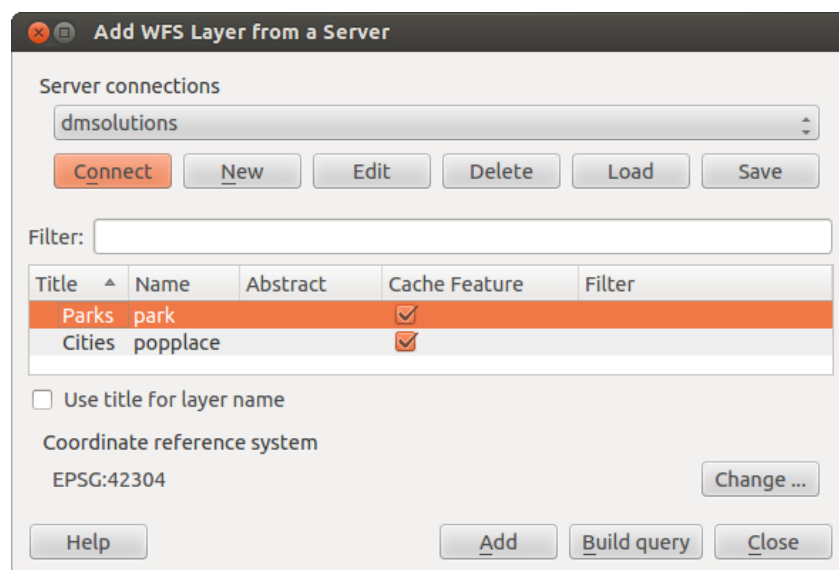 Add WFS Layer from a Server
Server connections
dmsolutions
Connect New Edit Delete Load Save
Filter:
Title Name Abstract Cache Feature Filter
Parks park
Cities popplace
Use title for layer name
Coordinate reference system
EPSG:42304 Change ...
Help Add Build query Close